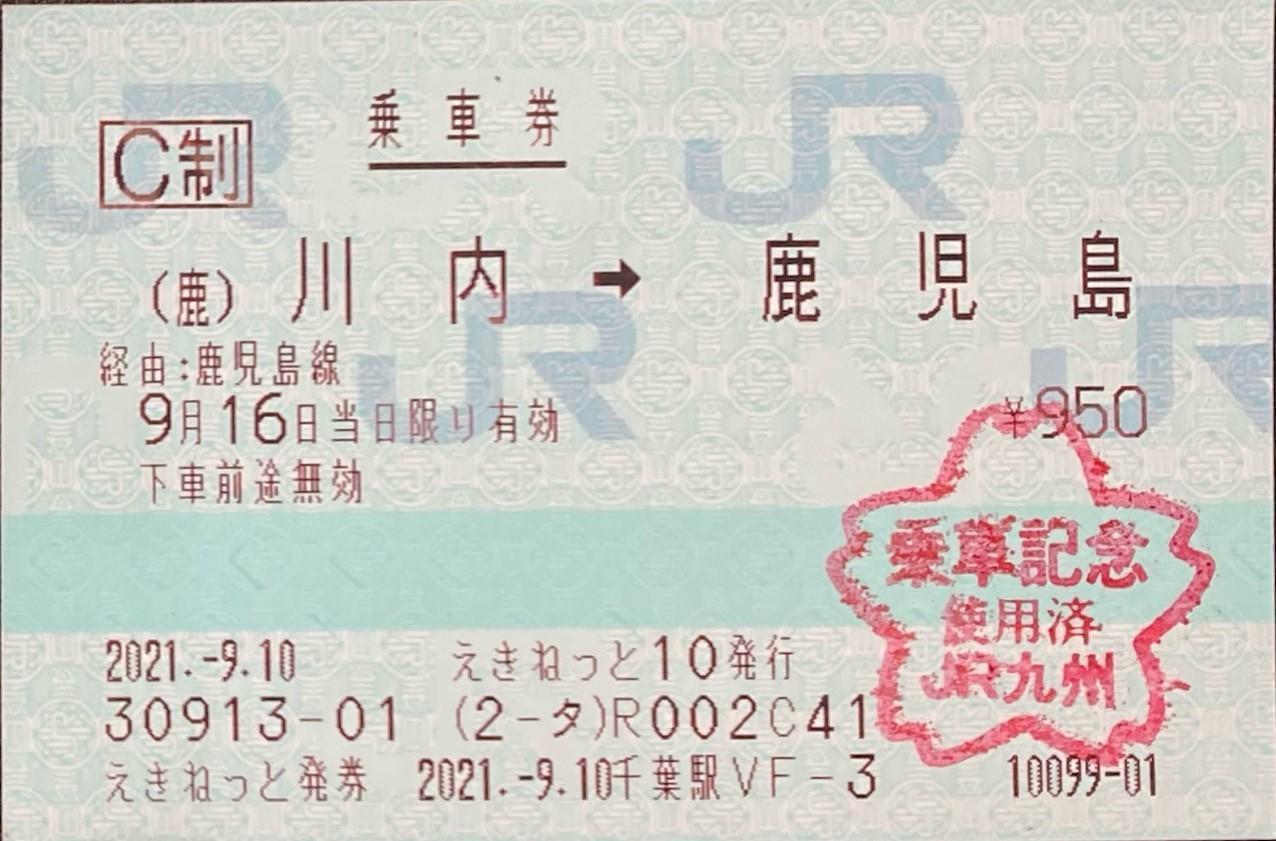 乗車券
C制
(鹿)川内→鹿児島
経由:鹿児島線
9月16日当日限り有効
¥950
下車前途無効
乗車記念
使用済
JR九州
2021.-9.10 えきねっと10発行
30913-01 (2-タ)R002C41
えきねっと発券 2021.-9.10千葉駅VF-3 10099-01
JR
JR
JR
JR